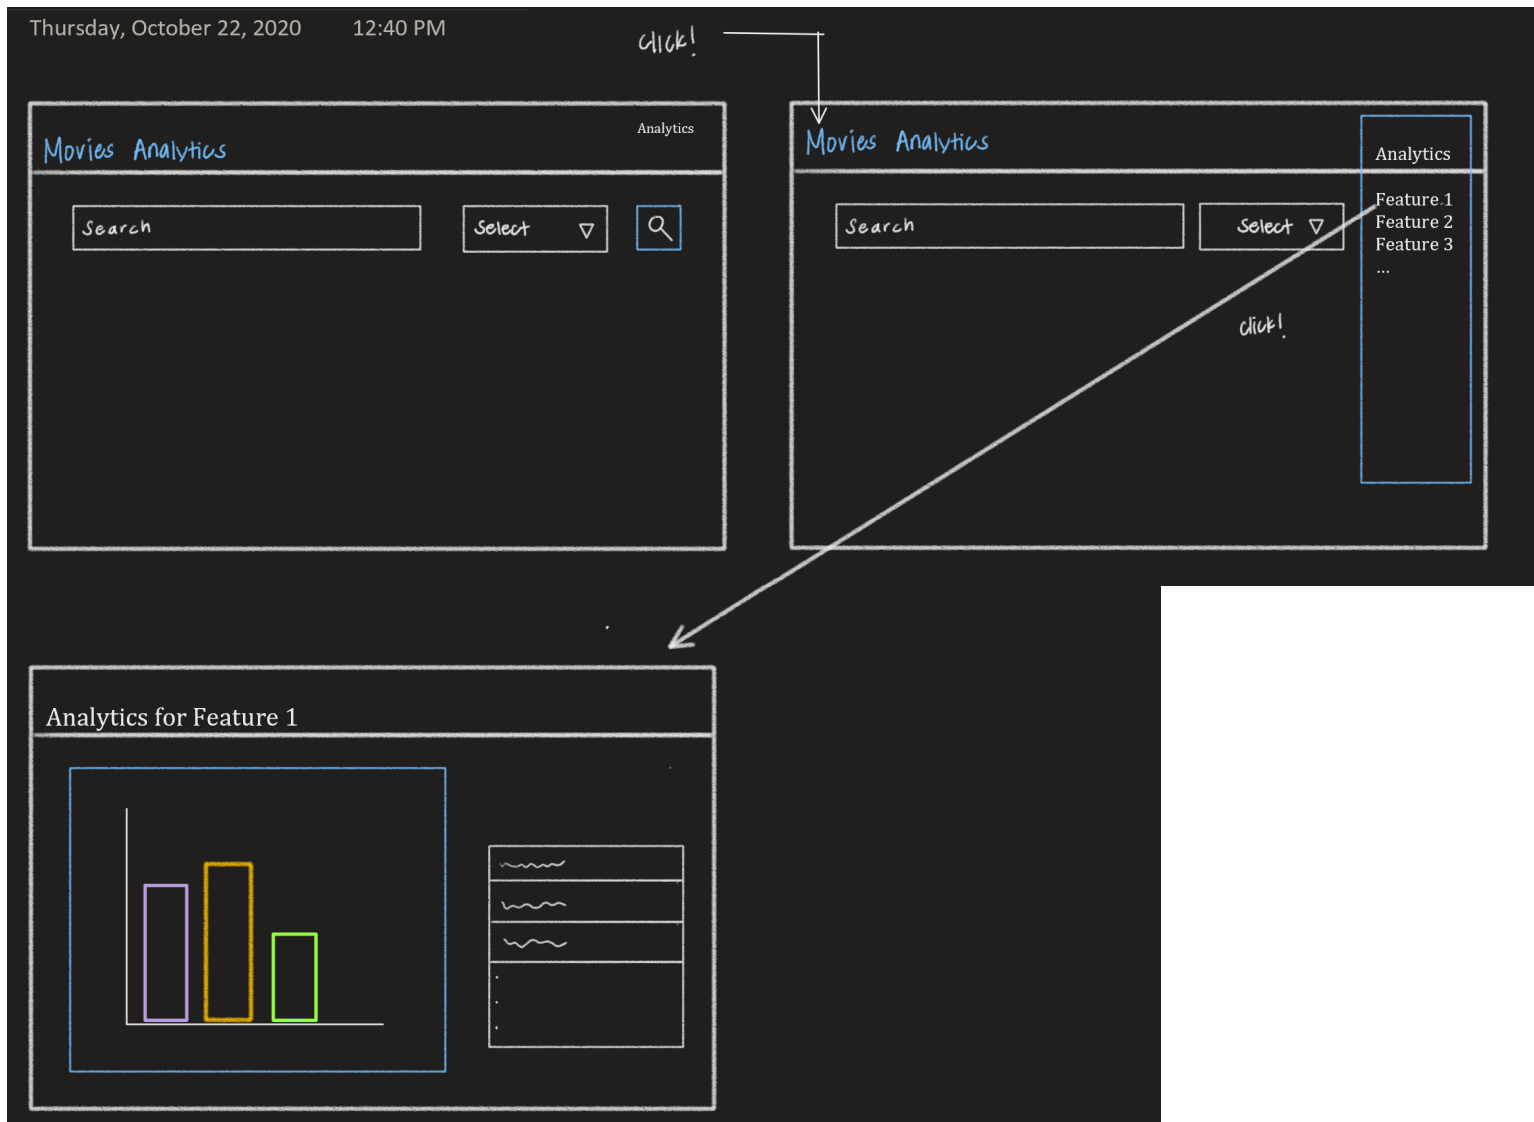 Thursday, October 22, 2020 12:40 PM
click!
Analytics
Movies Analytics
Search
Select
Movies Analytics
Analytics
Search
Select
Feature 1
Feature 2
Feature 3
...
click!
Analytics for Feature 1